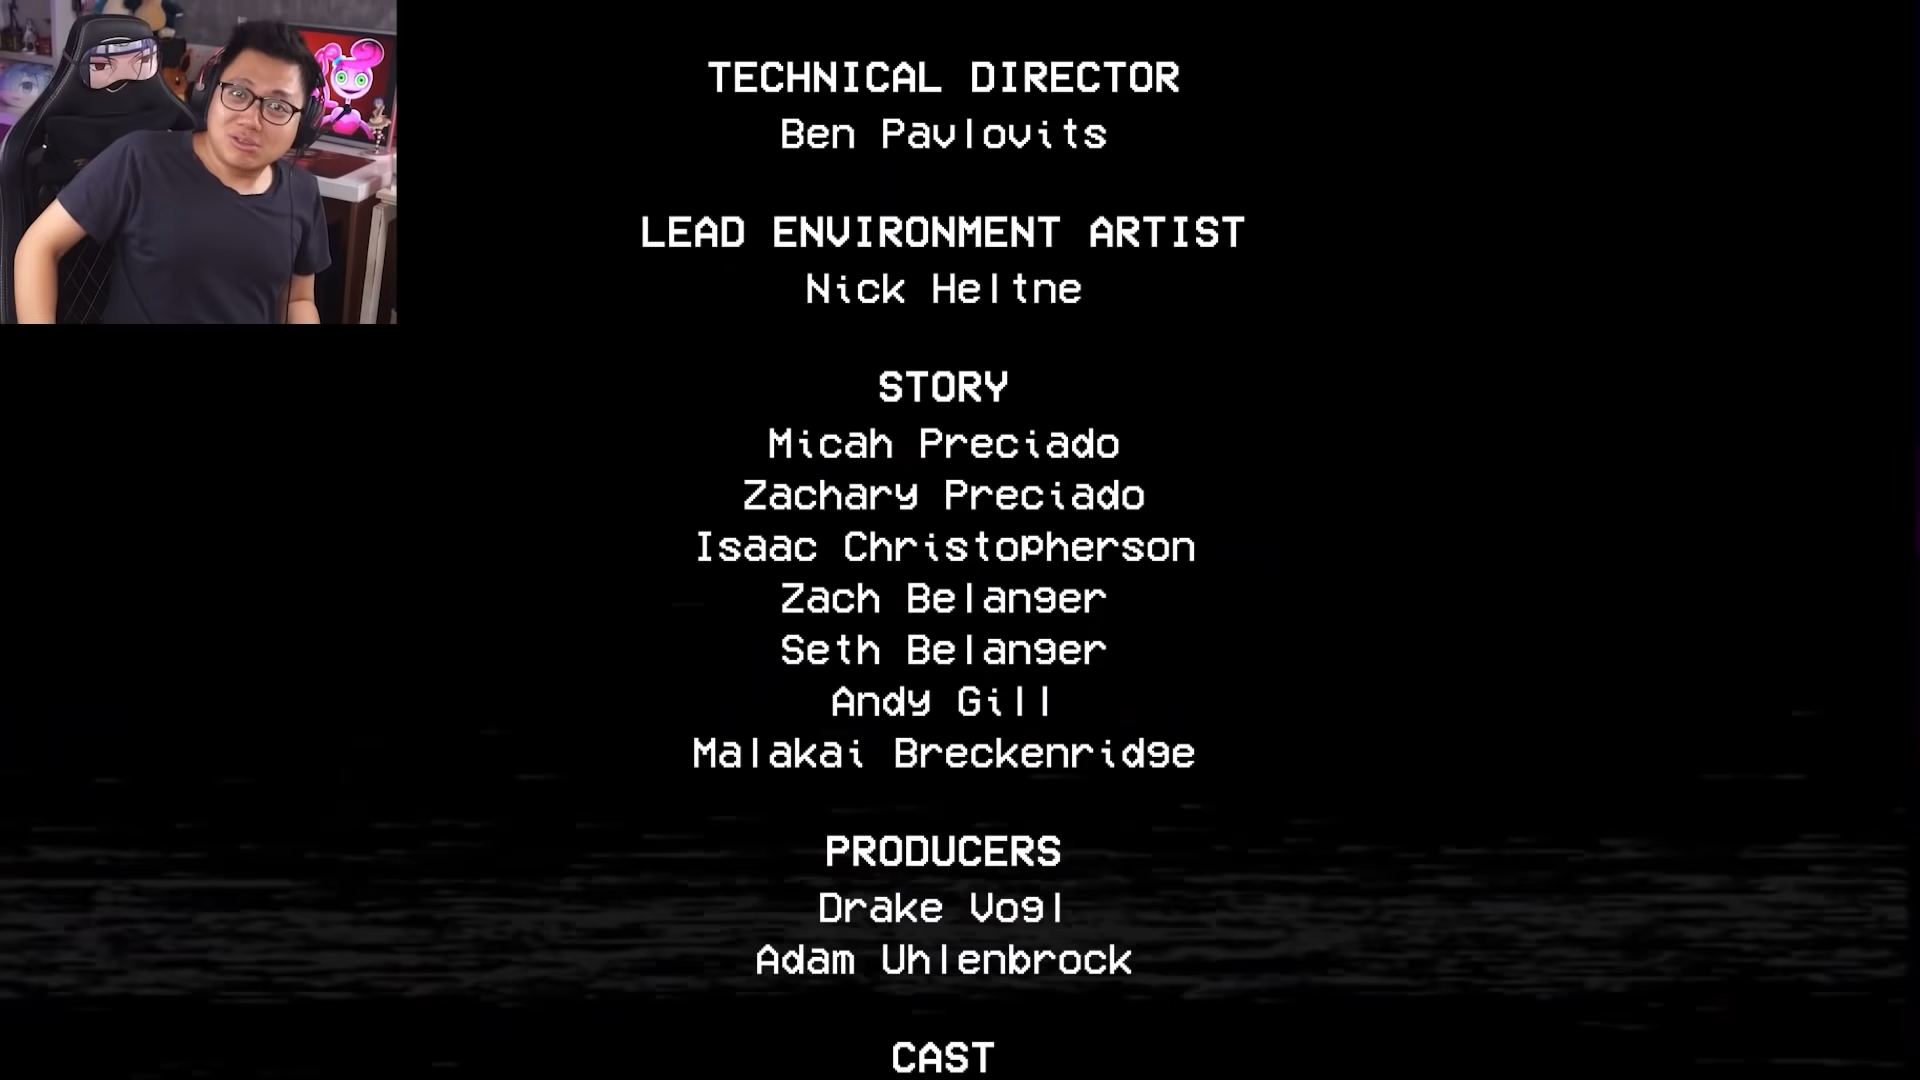 TECHNICAL DIRECTOR
Ben Pavlovits
LEAD ENVIRONMENT ARTIST
Nick Heltne
STORY
Micah Preciado
Zachary Preciado
Isaac Christopherson
Zach Belanger
Seth Belanger
Andy Gill
Malakai Breckenridge
PRODUCERS
Drake Vogl
Adam Uhlenbrock
CAST